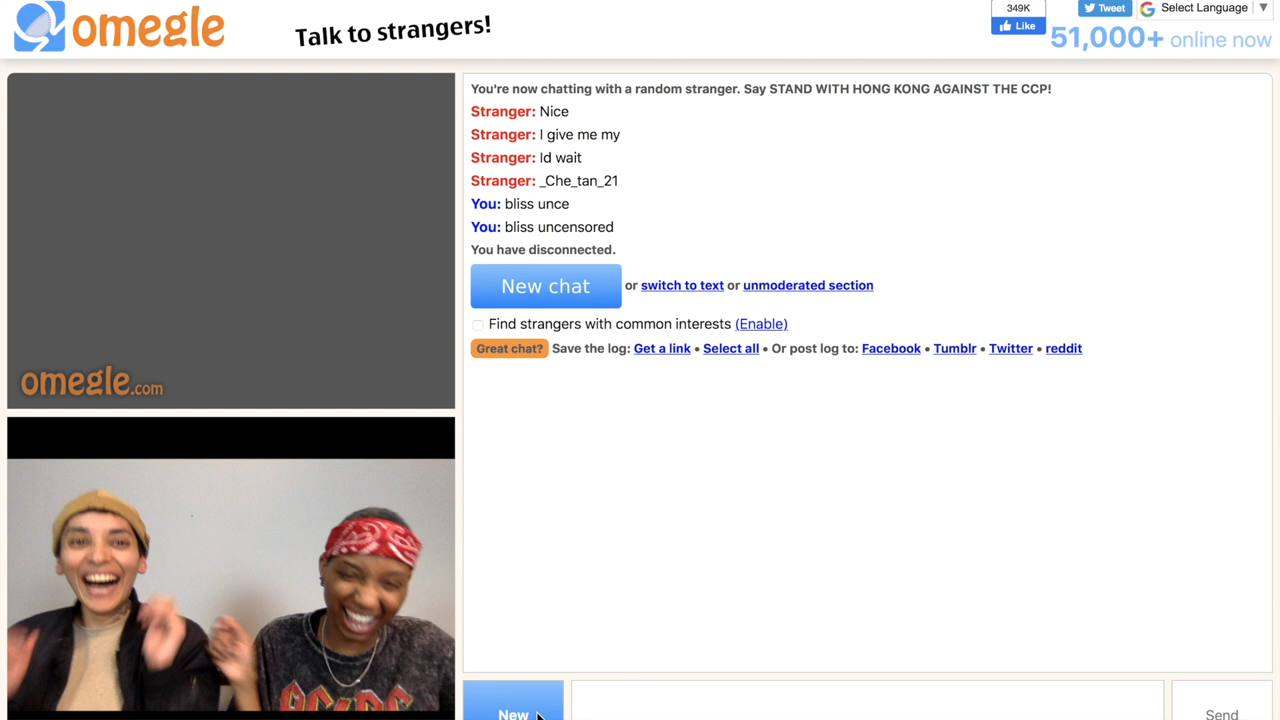 omegle
Talk to strangers!
349K
Like
Tweet
Select Language ▼
51,000+ online now
You're now chatting with a random stranger. Say STAND WITH HONG KONG AGAINST THE CCP!
Stranger: Nice
Stranger: I give me my
Stranger: Id wait
Stranger: _Che_tan_21
You: bliss unce
You: bliss uncensored
You have disconnected.
New chat or switch to text or unmoderated section
Find strangers with common interests (Enable)
Great chat? Save the log: Get a link • Select all • Or post log to: Facebook • Tumblr • Twitter • reddit
omegle.com
AC/DC
New
Send